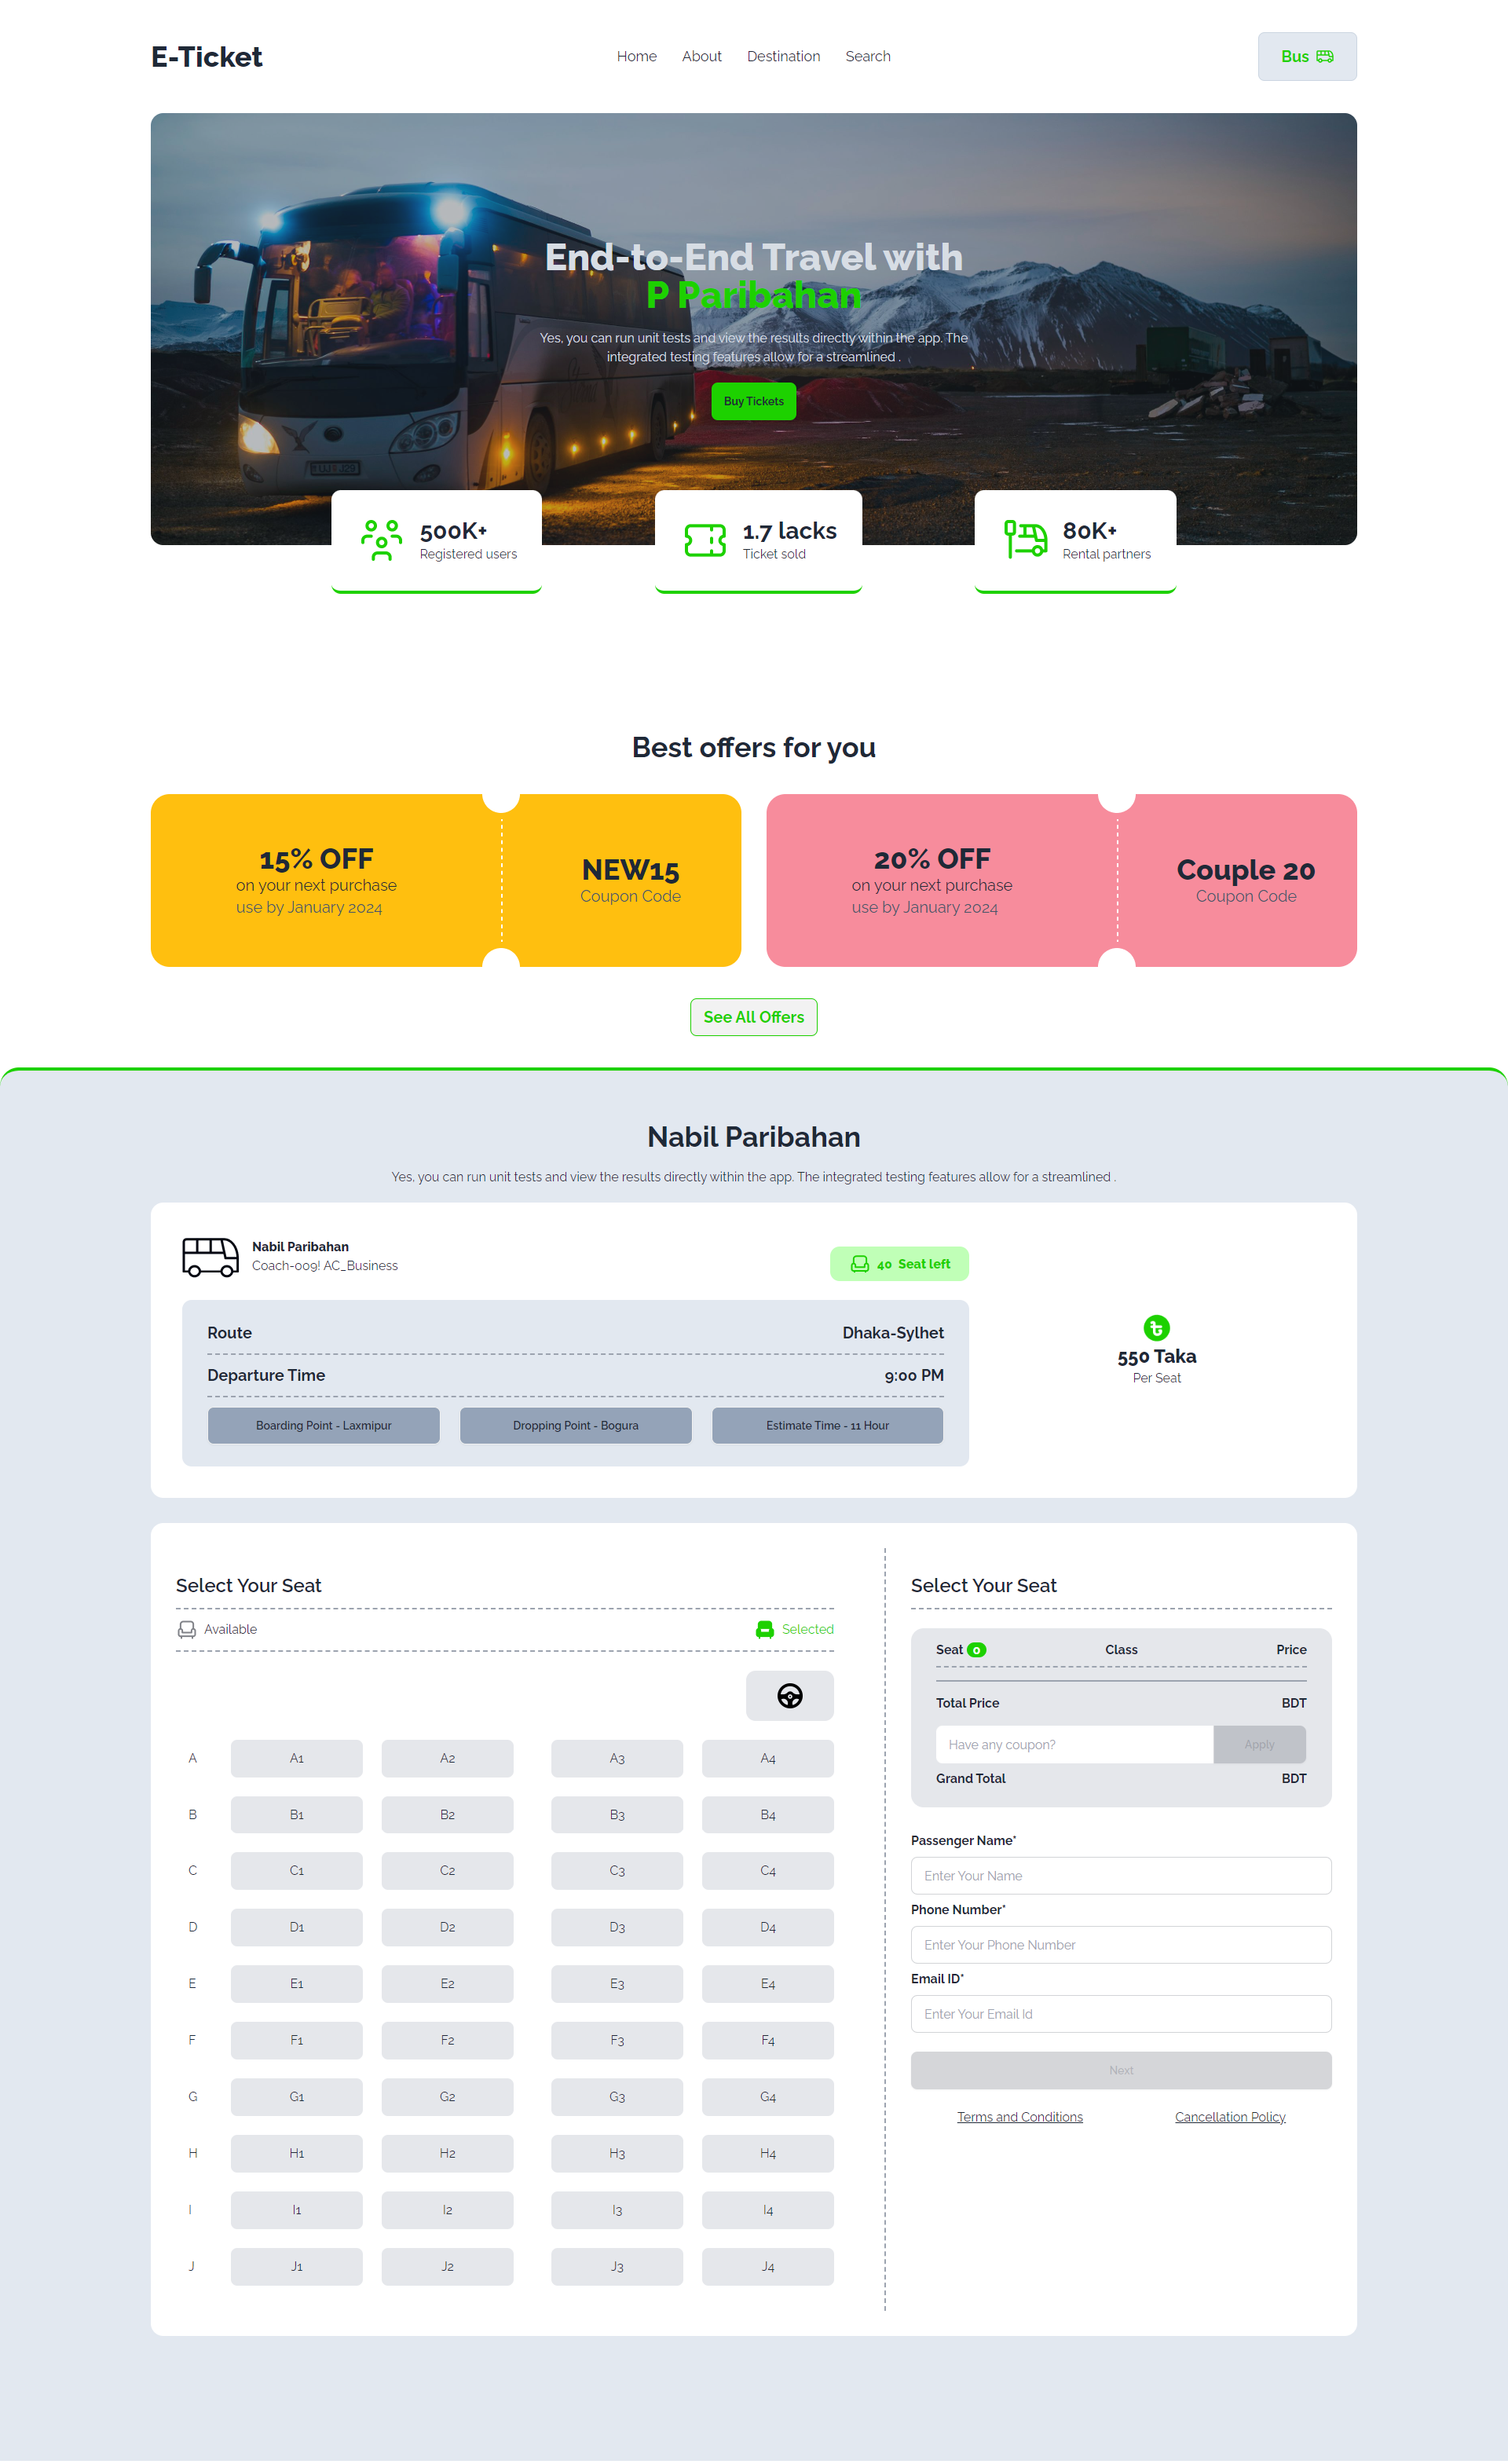 E-Ticket
Home About Destination Search
Bus
End-to-End Travel with
P Paribahan
Yes, you can run unit tests and view the results directly within the app. The
integrated testing features allow for a streamlined .
Buy Tickets
500K+
Registered users
1.7 lacks
Ticket sold
80K+
Rental partners
Best offers for you
15% OFF
on your next purchase
use by January 2024
NEW15
Coupon Code
20% OFF
on your next purchase
use by January 2024
Couple 20
Coupon Code
See All Offers
Nabil Paribahan
Yes, you can run unit tests and view the results directly within the app. The integrated testing features allow for a streamlined .
Nabil Paribahan
Coach-009! AC_Business
40 Seat left
Route Dhaka-Sylhet
Departure Time 9:00 PM
Boarding Point - Laxmipur Dropping Point - Bogura Estimate Time - 11 Hour
550 Taka
Per Seat
Select Your Seat
Available Selected
A A1 A2 A3 A4
B B1 B2 B3 B4
C C1 C2 C3 C4
D D1 D2 D3 D4
E E1 E2 E3 E4
F F1 F2 F3 F4
G G1 G2 G3 G4
H H1 H2 H3 H4
I I1 I2 I3 I4
J J1 J2 J3 J4
Select Your Seat
Seat 0 Class Price
Total Price BDT
Have any coupon? Apply
Grand Total BDT
Passenger Name*
Enter Your Name
Phone Number*
Enter Your Phone Number
Email ID*
Enter Your Email Id
Next
Terms and Conditions Cancellation Policy